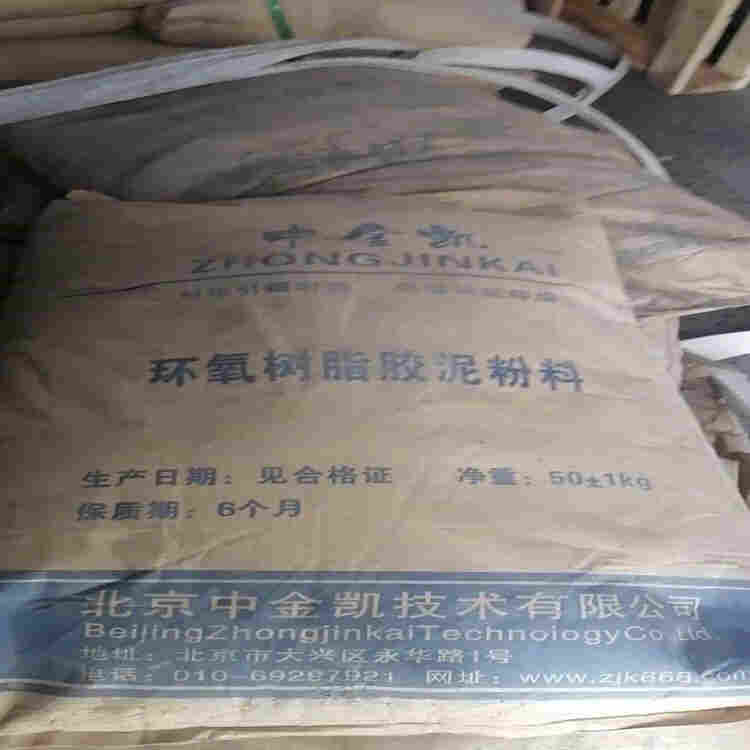 中金凯
ZHONGJINKAI
环氧树脂胶泥粉料
生产日期：见合格证 净重：50±1kg
保质期：6个月
北京中金凯技术有限公司
BeijingZhongjinkaiTechnologyCo.,Ltd.
地址：北京市大兴区永华路1号
电话：010-69297921 网址：www.zjk668.com